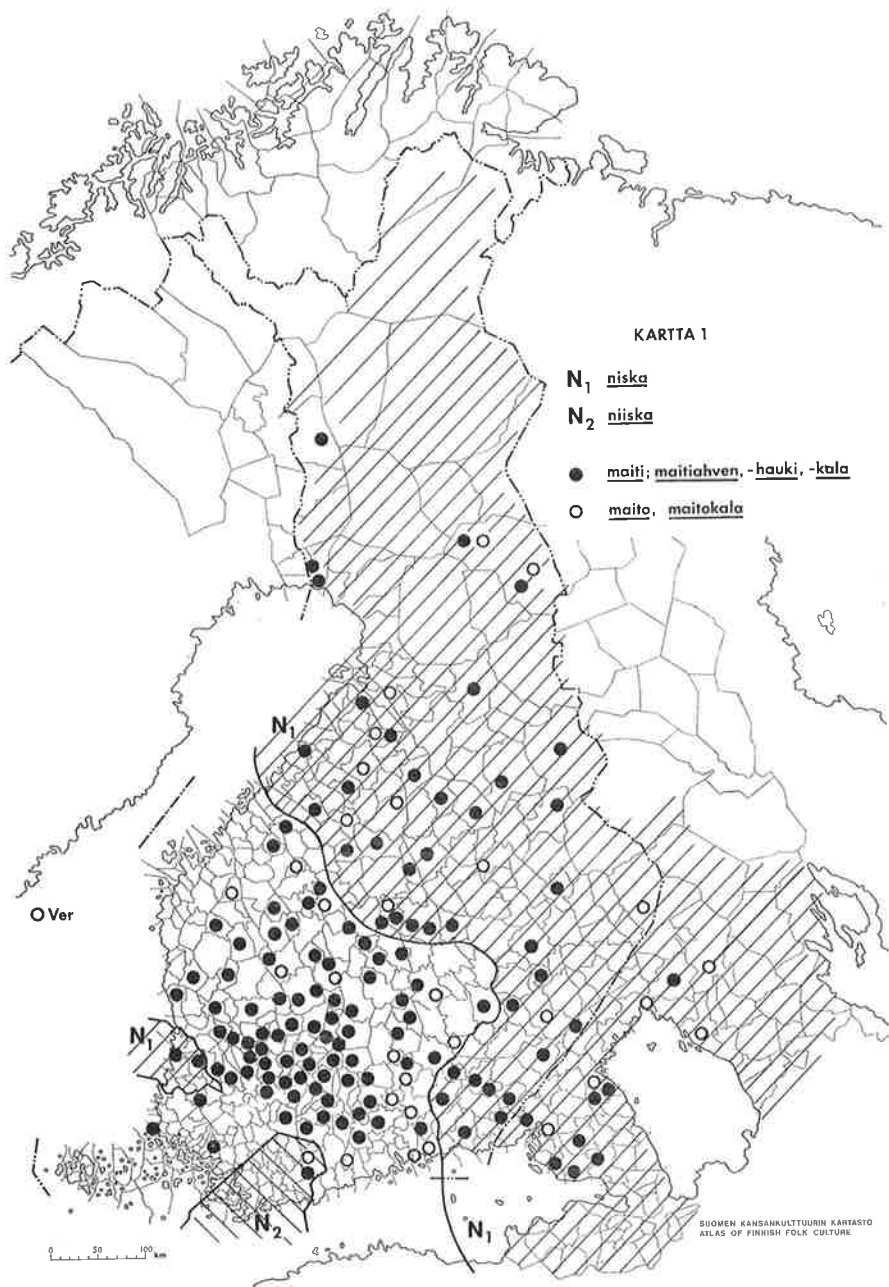 KARTTA 1
N₁ niska
N₂ niiska
maiti; maitiahven, -hauki, -kala
maito, maitokala
N₁
O Ver
N₁
N₂
N₁
0 50 100
km
SUOMEN KANSANKULTTUURIN KARTASTO
ATLAS OF FINNISH FOLK CULTURE